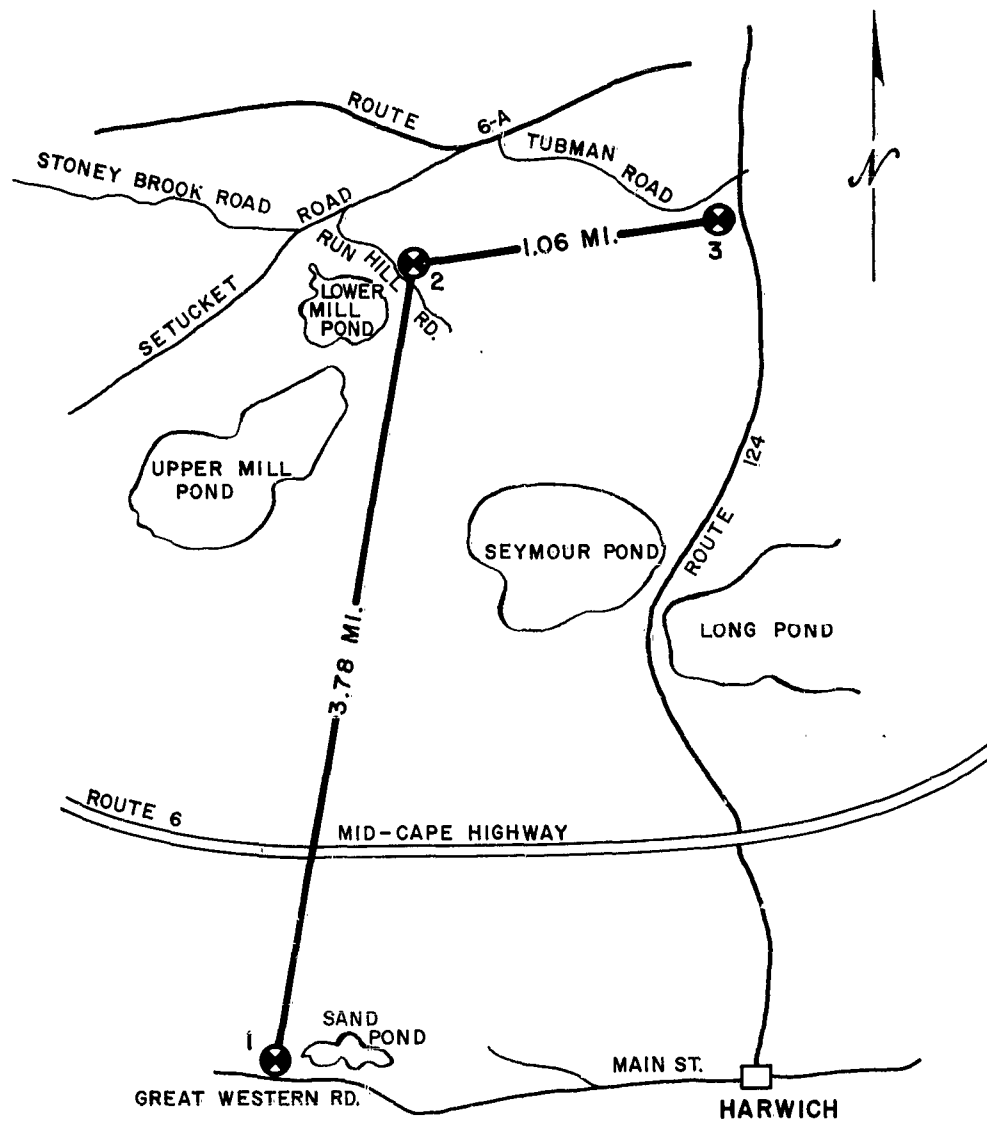 ROUTE
6-A
TUBMAN
ROAD
STONEY BROOK ROAD
ROAD
SETUCKET
RUN HILL
RD.
N
1.06 MI.
2
3
LOWER
MILL
POND
UPPER MILL
POND
SEYMOUR POND
ROUTE
124
LONG POND
3.78 MI.
ROUTE 6
MID-CAPE HIGHWAY
1
SAND
POND
MAIN ST.
GREAT WESTERN RD.
HARWICH